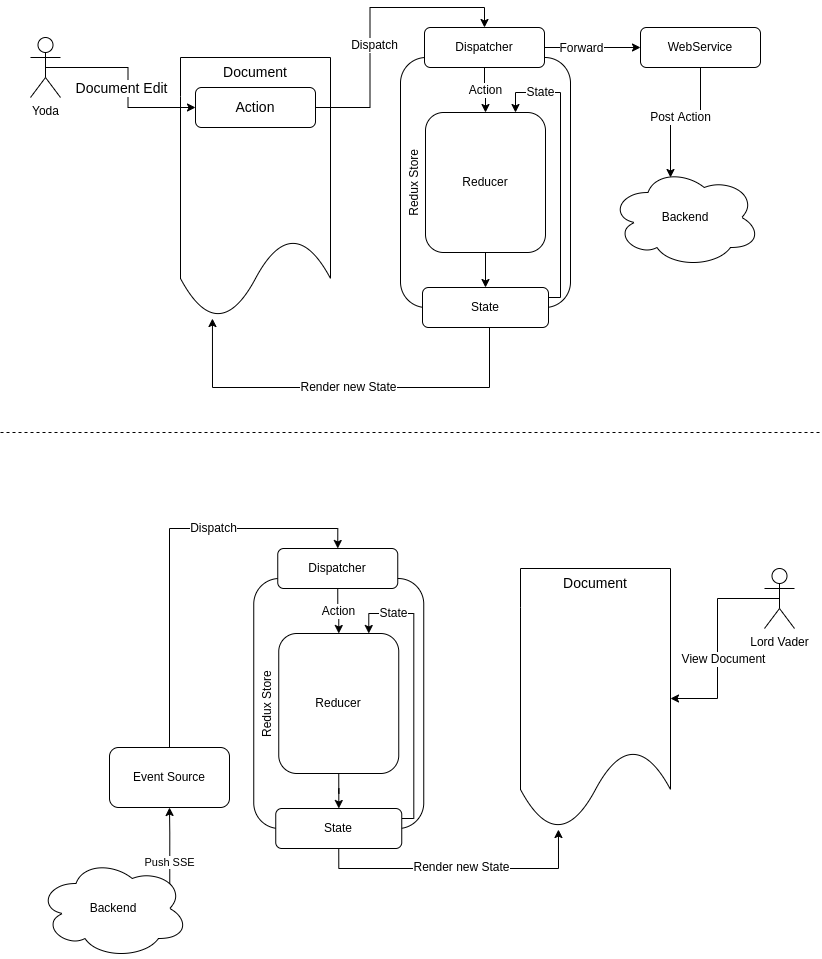 Dispatcher
Forward
WebService
Dispatch
Document
Yoda
Document Edit
Action
Action
State
Post Action
Redux Store
Reducer
Backend
State
Render new State
Dispatch
Dispatcher
Document
Action
State
Lord Vader
View Document
Redux Store
Reducer
Event Source
State
Push SSE
Render new State
Backend